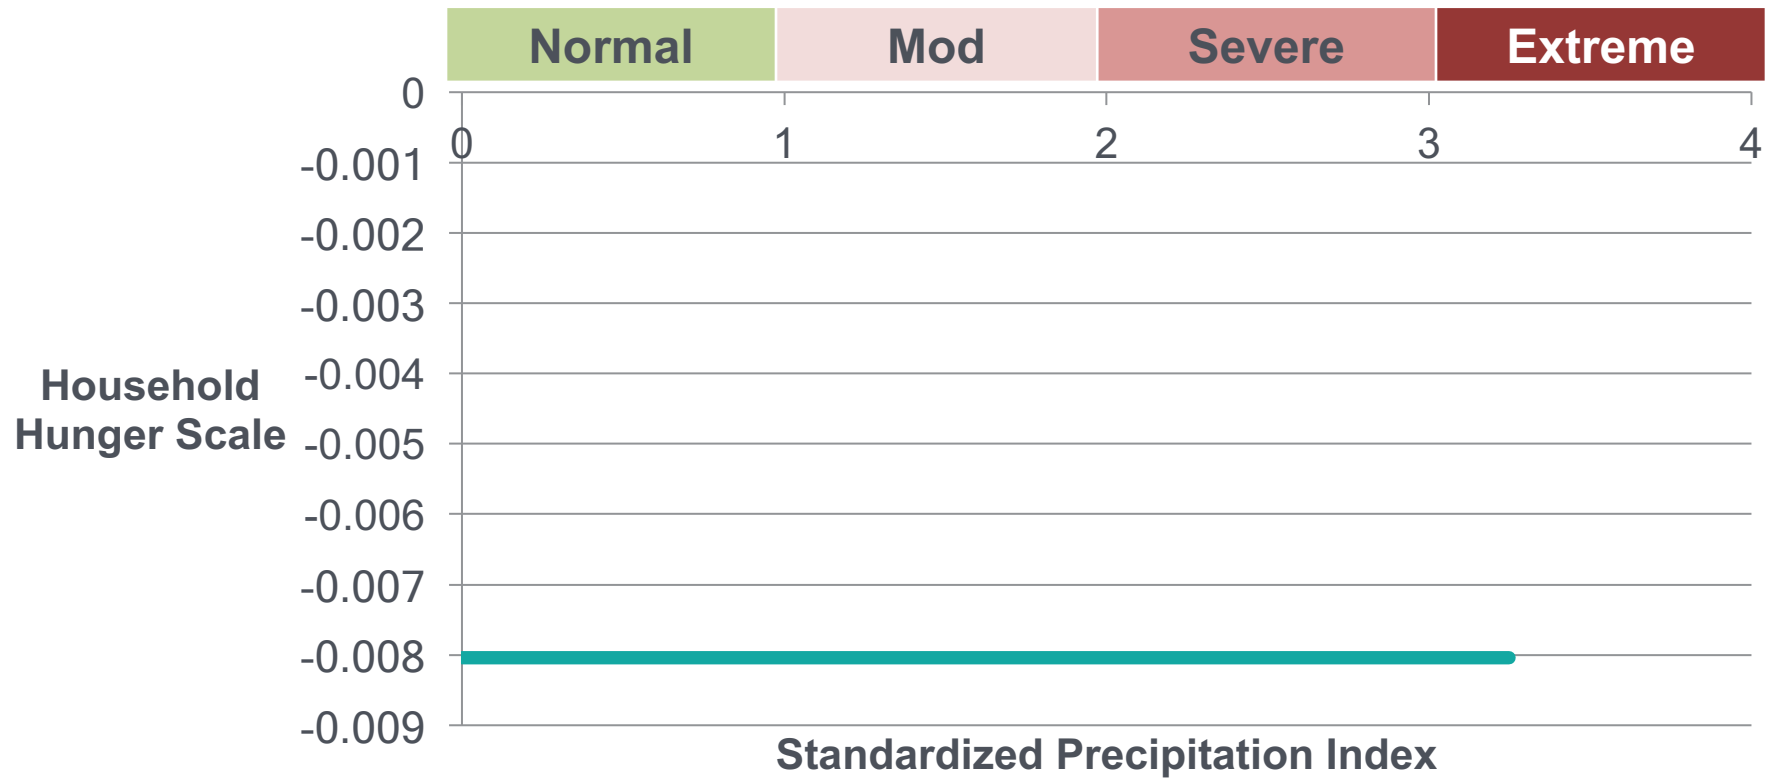 Normal Mod Severe Extreme
0
0 1 2 3 4
-0.001
-0.002
-0.003
-0.004
-0.005
-0.006
-0.007
-0.008
-0.009
Household
Hunger Scale
Standardized Precipitation Index